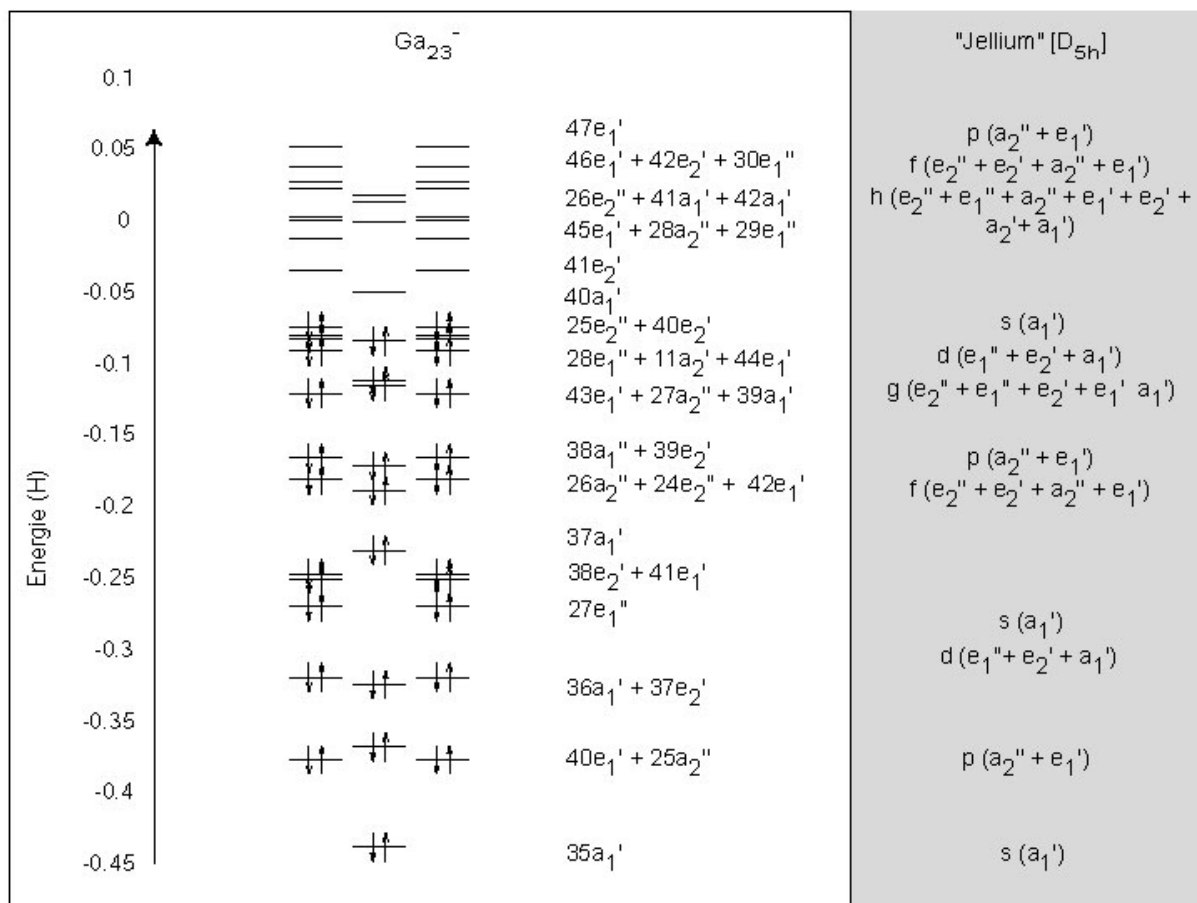 Ga₂₃⁻
"Jellium" [D₅ₕ]
0.1
0.05
0
-0.05
-0.1
-0.15
-0.2
-0.25
-0.3
-0.35
-0.4
-0.45
Energie (H)
47e₁'
46e₁' + 42e₂' + 30e₁"
26e₂" + 41a₁' + 42a₁'
45e₁' + 28a₂" + 29e₁"
41e₂'
40a₁'
25e₂" + 40e₂'
28e₁" + 11a₂' + 44e₁'
43e₁' + 27a₂" + 39a₁'
38a₁" + 39e₂'
26a₂" + 24e₂" + 42e₁'
37a₁'
38e₂' + 41e₁'
27e₁"
36a₁' + 37e₂'
40e₁' + 25a₂"
35a₁'
p (a₂" + e₁')
f (e₂" + e₂' + a₂" + e₁')
h (e₂" + e₁" + a₂" + e₁' + e₂' +
a₂' + a₁')
s (a₁')
d (e₁" + e₂' + a₁')
g (e₂" + e₁" + e₂' + e₁' a₁')
p (a₂" + e₁')
f (e₂" + e₂' + a₂" + e₁')
s (a₁')
d (e₁" + e₂' + a₁')
p (a₂" + e₁')
s (a₁')